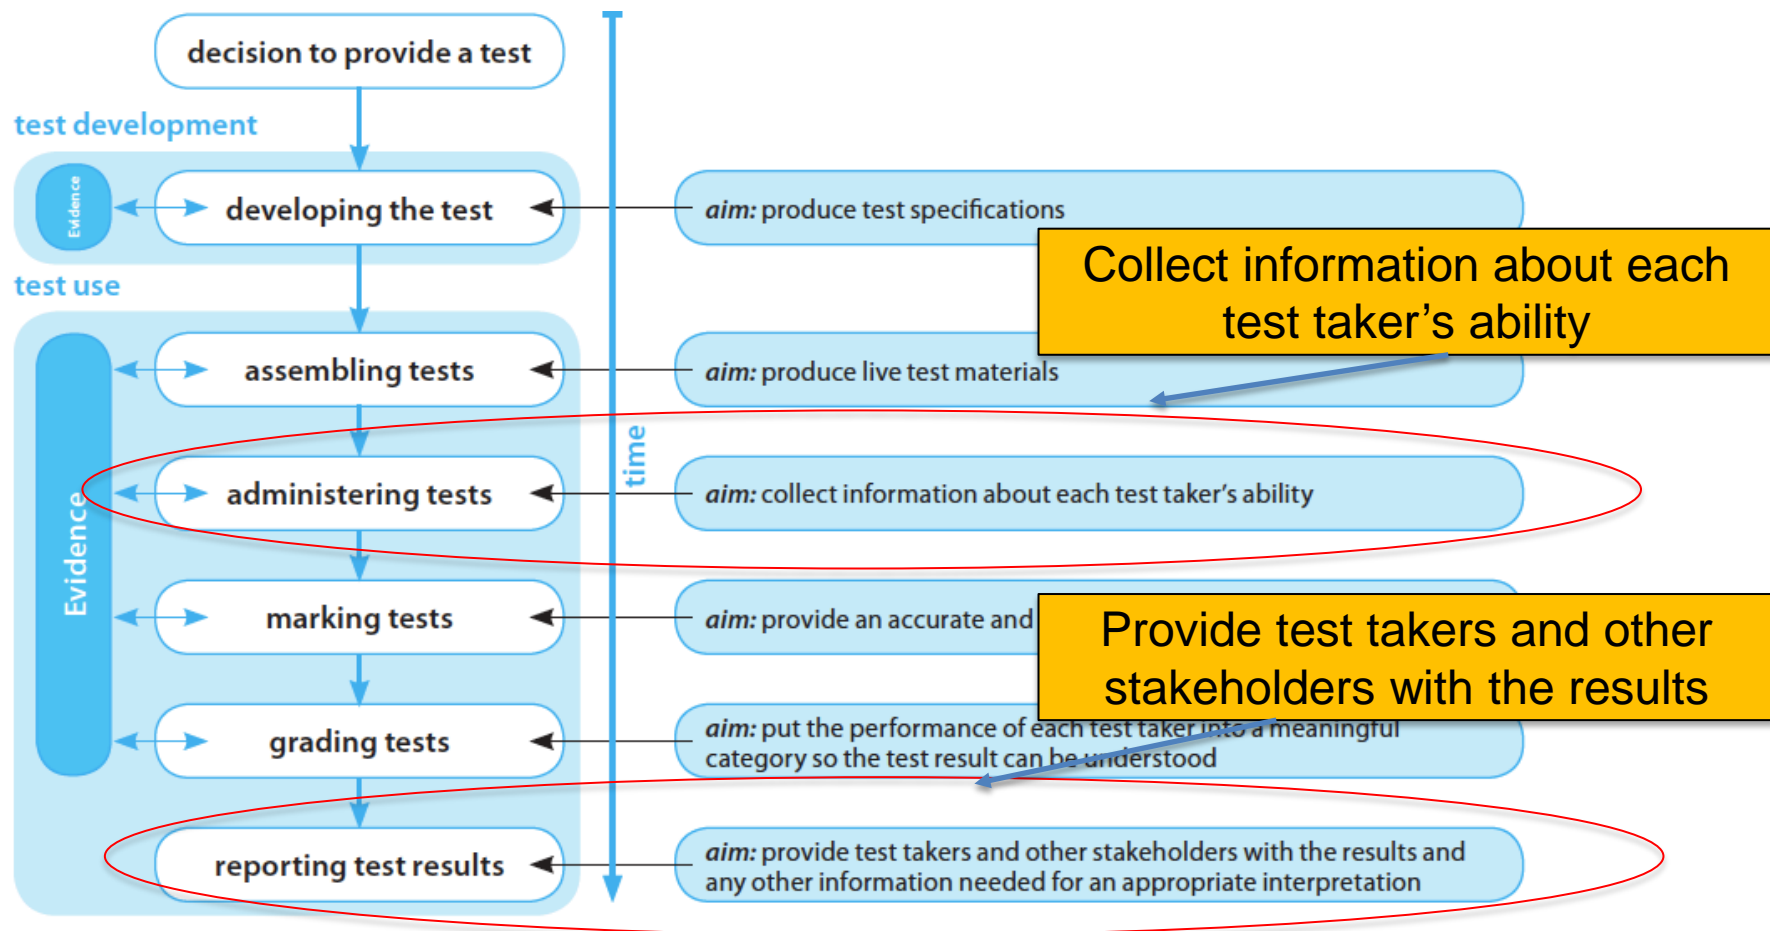 decision to provide a test
test development
Evidence
developing the test
aim: produce test specifications
Collect information about each
test taker’s ability
test use
assembling tests
aim: produce live test materials
time
administering tests
aim: collect information about each test taker’s ability
Evidence
marking tests
aim: provide an accurate and
Provide test takers and other
stakeholders with the results
grading tests
aim: put the performance of each test taker into a meaningful
category so the test result can be understood
reporting test results
aim: provide test takers and other stakeholders with the results and
any other information needed for an appropriate interpretation